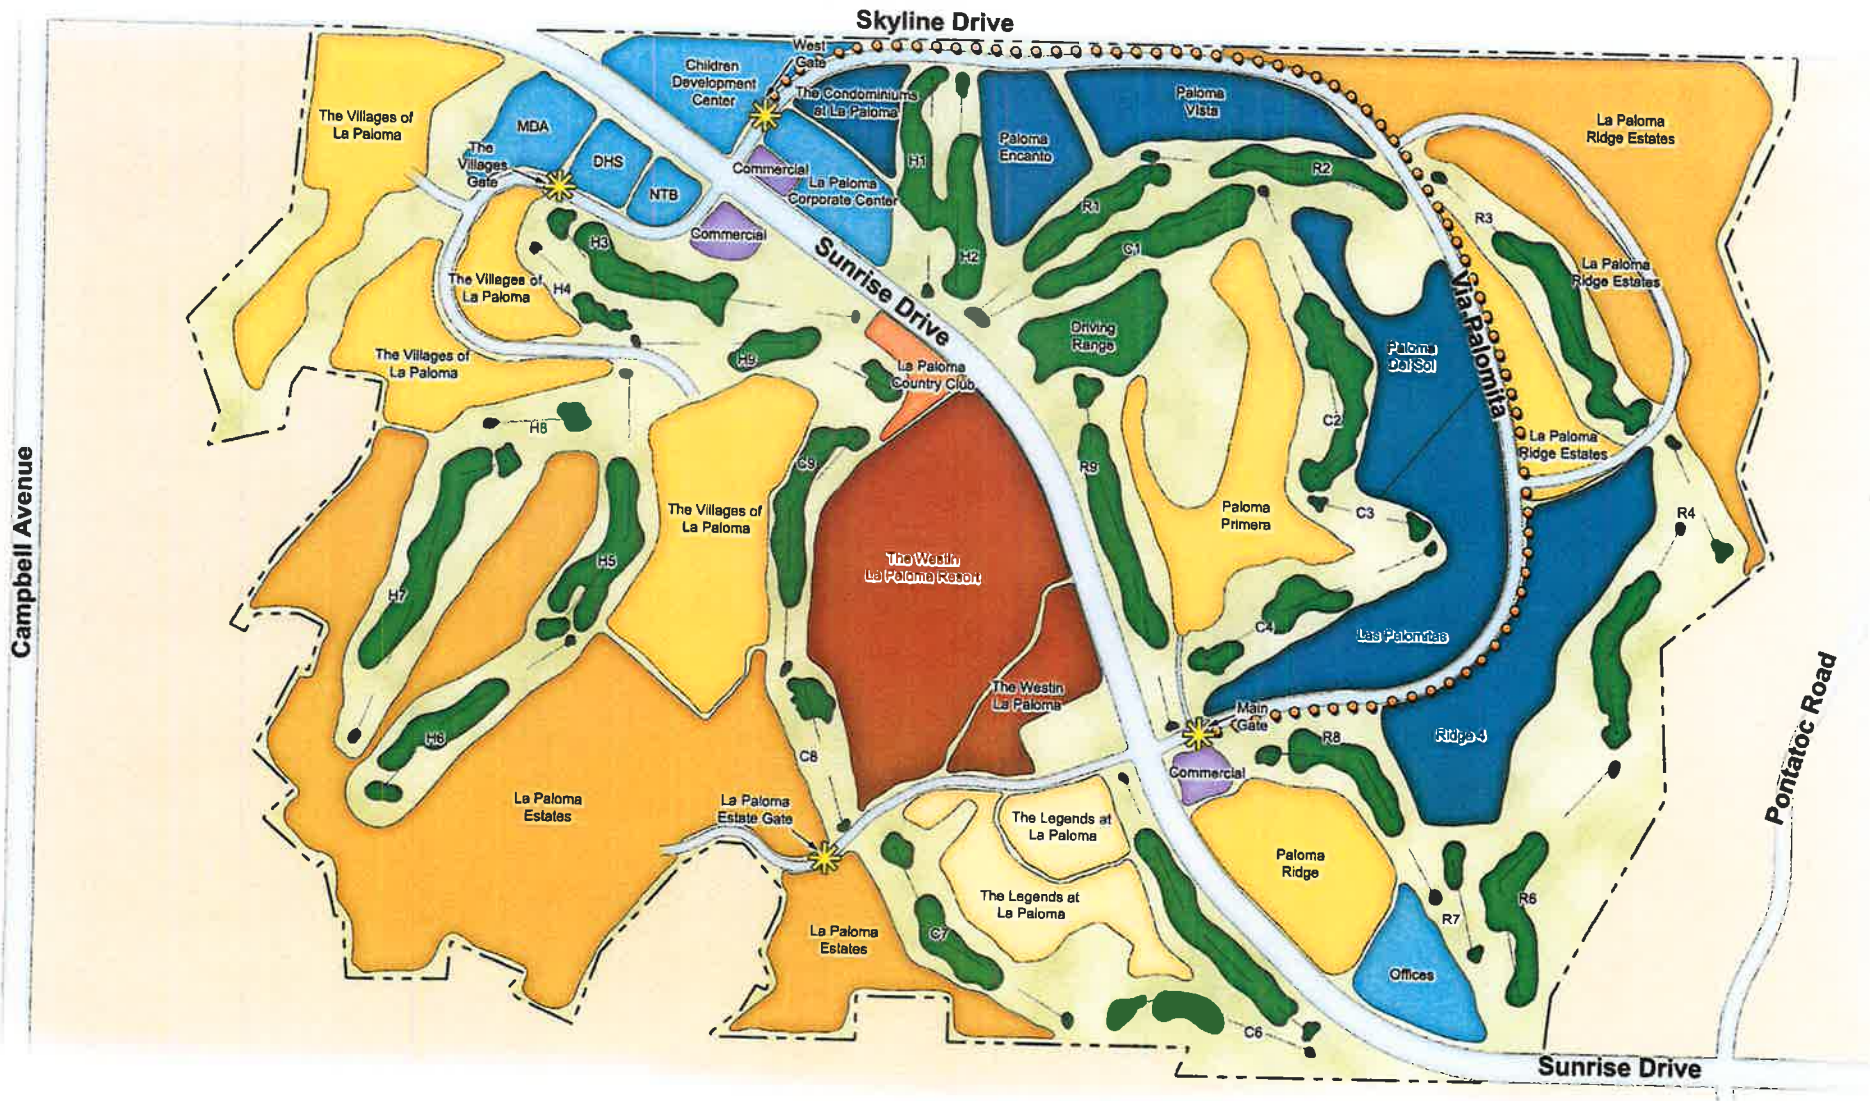 Skyline Drive
West
Gate
Children
Development
Center
The Condominiums
at La Paloma
Paloma
Vista
The Villages of
La Paloma
MDA
La Paloma
Ridge Estates
Paloma
Encanto
The
Villages
Gate
DHS
NTB
Commercial
La Paloma
Corporate Center
H1
R2
R1
R3
Commercial
H3
H2
C1
Sunrise Drive
Via Palomita
The Villages of
La Paloma
H4
La Paloma
Ridge Estates
Driving
Range
H9
The Villages of
La Paloma
La Paloma
Country Club
Paloma
Del Sol
H8
C2
La Paloma
Ridge Estates
C9
R9
Campbell Avenue
The Villages of
La Paloma
Paloma
Primera
C3
R4
H5
The Westin
La Paloma Resort
H7
C4
Las Palomitas
The Westin
La Paloma
Main
Gate
Pontatoc Road
H6
R8
Ridge 4
C8
Commercial
La Paloma
Estates
La Paloma
Estate Gate
The Legends at
La Paloma
Paloma
Ridge
The Legends at
La Paloma
R6
R7
La Paloma
Estates
C7
Offices
C6
Sunrise Drive